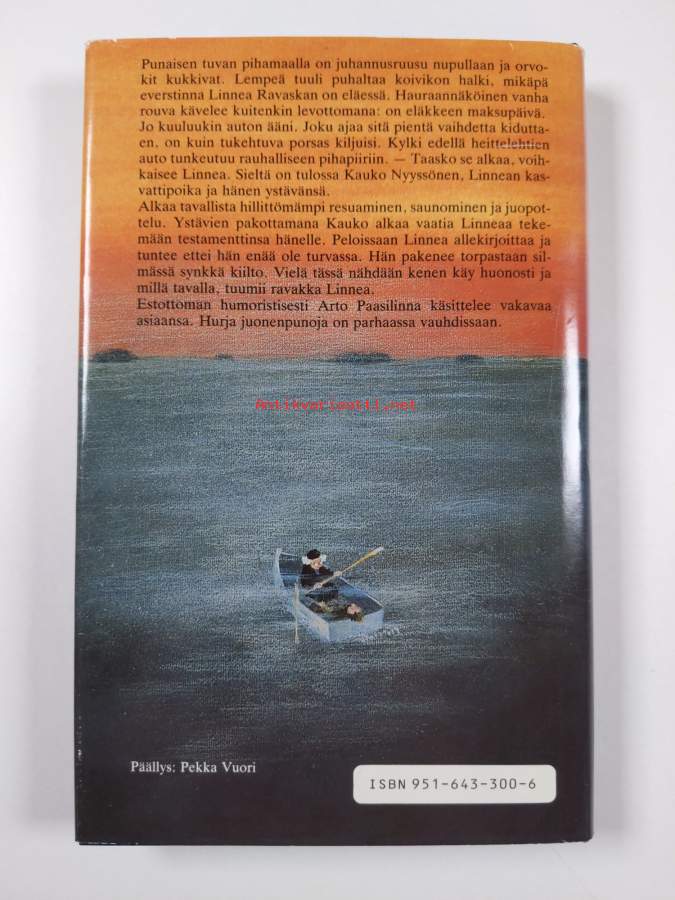 Punaisen tuvan pihamaalla on juhannusruusu nupullaan ja orvo-
kit kukkivat. Lempeä tuuli puhaltaa koivikon halki, mikäpä
everstinna Linnea Ravaskan on eläessä. Hauraannäköinen vanha
rouva kävelee kuitenkin levottomana: on eläkkeen maksupäivä.
Jo kuuluukin auton ääni. Joku ajaa sitä pientä vaihdetta kidutta-
en, on kuin tukehtuva porsas kiljuisi. Kylki edellä heittelehtien
auto tunkeutuu rauhalliseen pihapiiriin. — Taasko se alkaa, voih-
kaisee Linnea. Sieltä on tulossa Kauko Nyyssönen, Linnean kas-
vattipoika ja hänen ystävänsä.
Alkaa tavallista hillittömämpi resuaminen, saunominen ja juopot-
telu. Ystävien pakottamana Kauko alkaa vaatia Linneaa teke-
mään testamenttinsa hänelle. Peloissaan Linnea allekirjoittaa ja
tuntee ettei hän enää ole turvassa. Hän pakenee torpastaan sil-
mässä synkkä kiilto. Vielä tässä nähdään kenen käy huonosti ja
millä tavalla, tuumii ravakka Linnea.
Estottoman humoristisesti Arto Paasilinna käsittelee vakavaa
asiaansa. Hurja juonenpunoja on parhaassa vauhdissaan.
Antikvariaatti.net
Päällys: Pekka Vuori
ISBN 951-643-300-6